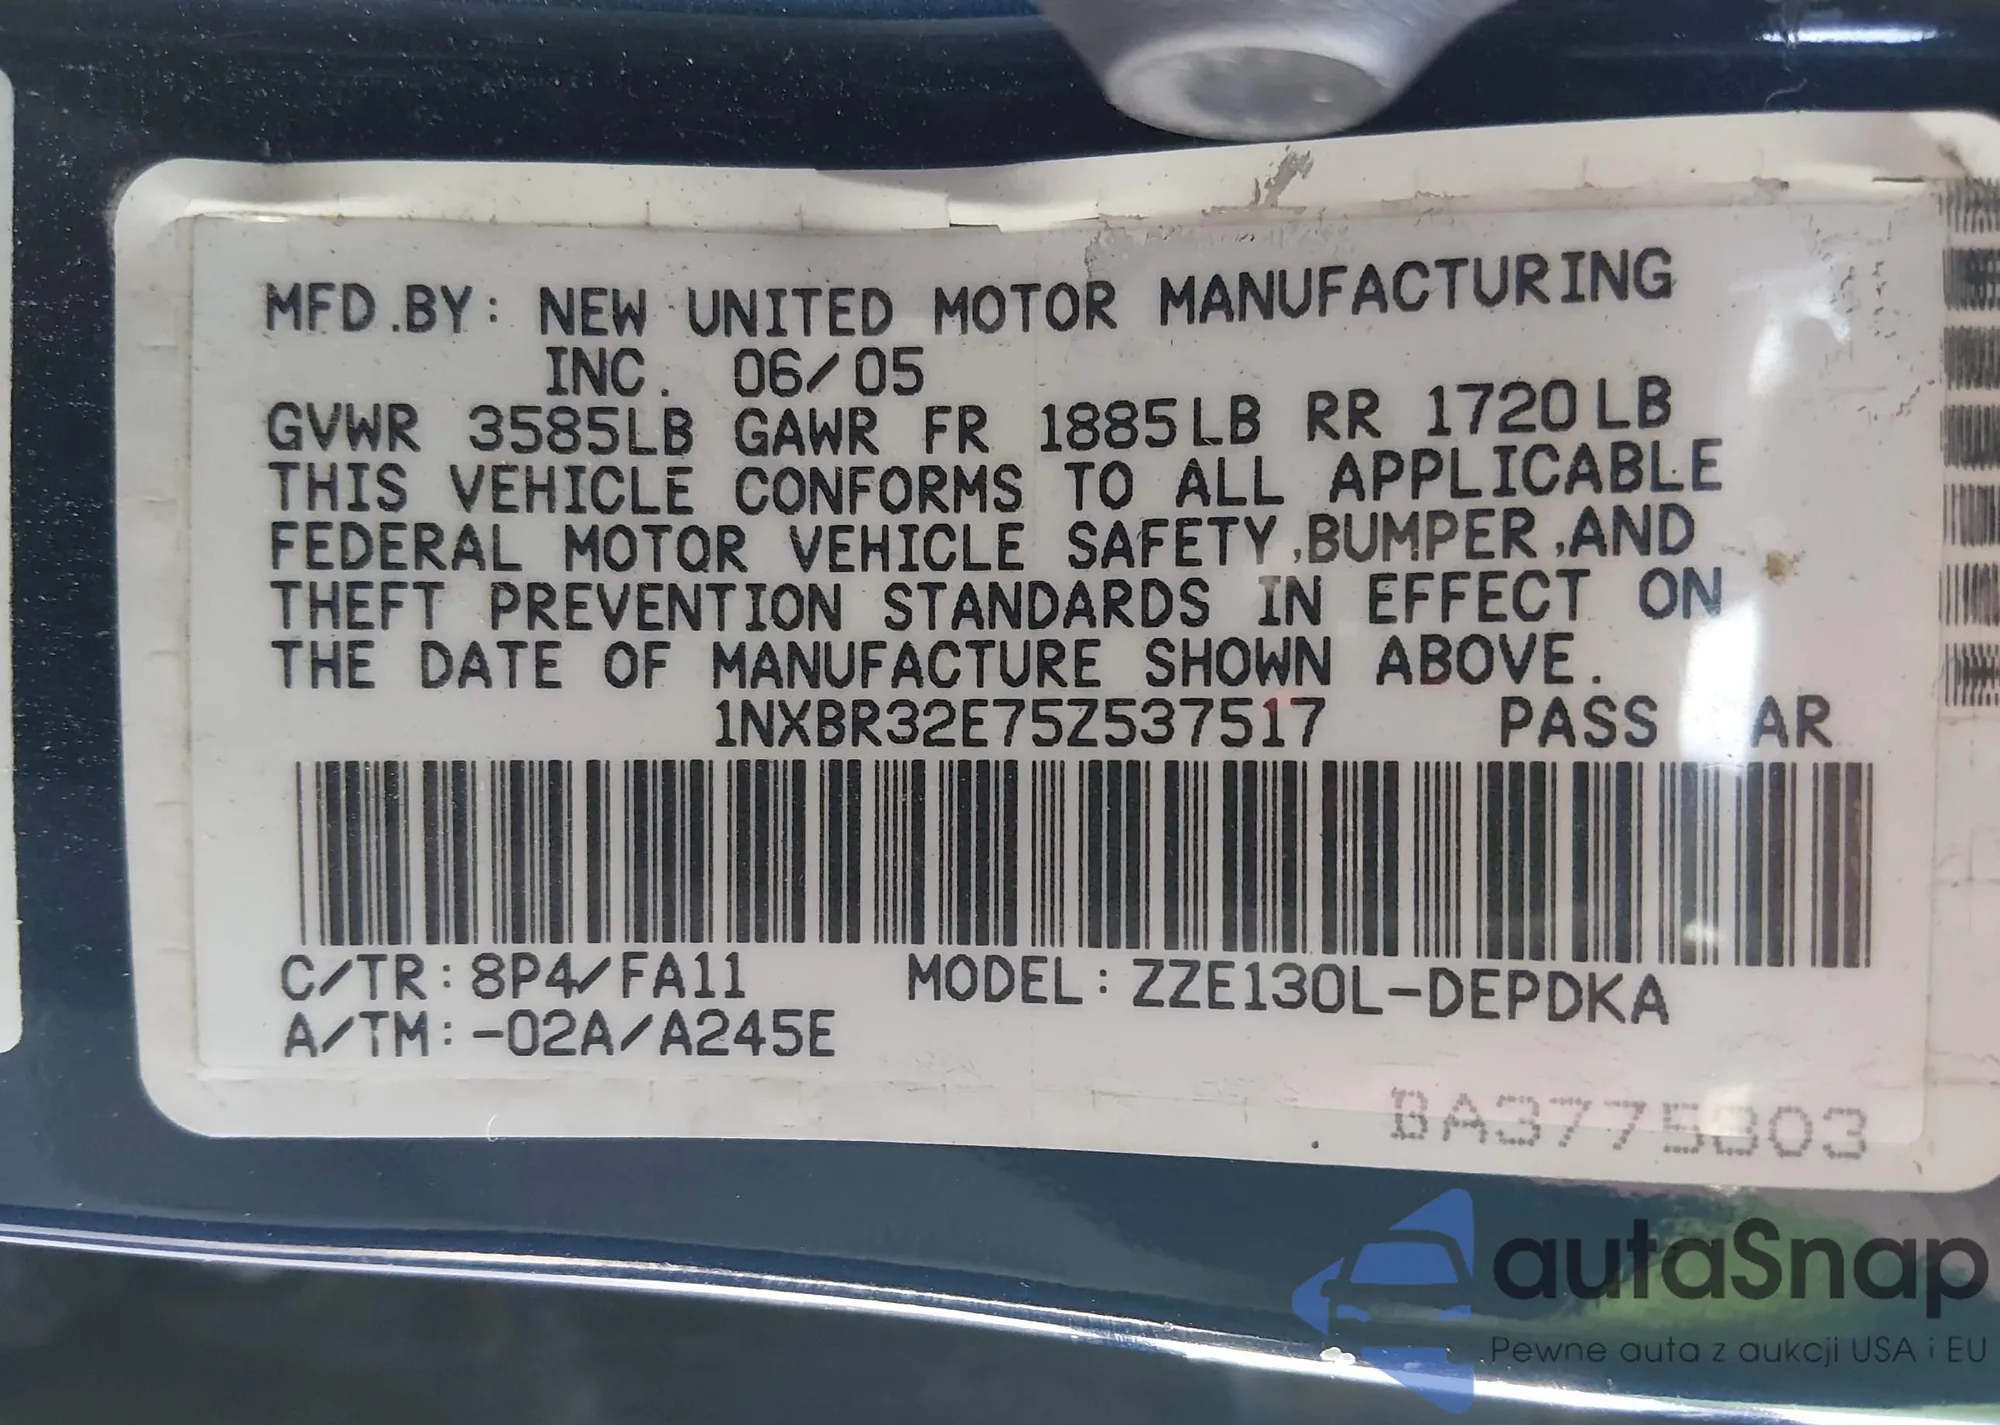 MFD.BY: NEW UNITED MOTOR MANUFACTURING
INC. 06/05
GVWR 3585LB GAWR FR 1885LB RR 1720LB
THIS VEHICLE CONFORMS TO ALL APPLICABLE
FEDERAL MOTOR VEHICLE SAFETY,BUMPER,AND
THEFT PREVENTION STANDARDS IN EFFECT ON
THE DATE OF MANUFACTURE SHOWN ABOVE.
1NXBR32E75Z537517 PASS AR
C/TR:8P4/FA11 MODEL:ZZE130L-DEPDKA
A/TM:-02A/A245E
BA3775303
autaSnap
Pewne auta z aukcji USA i EU